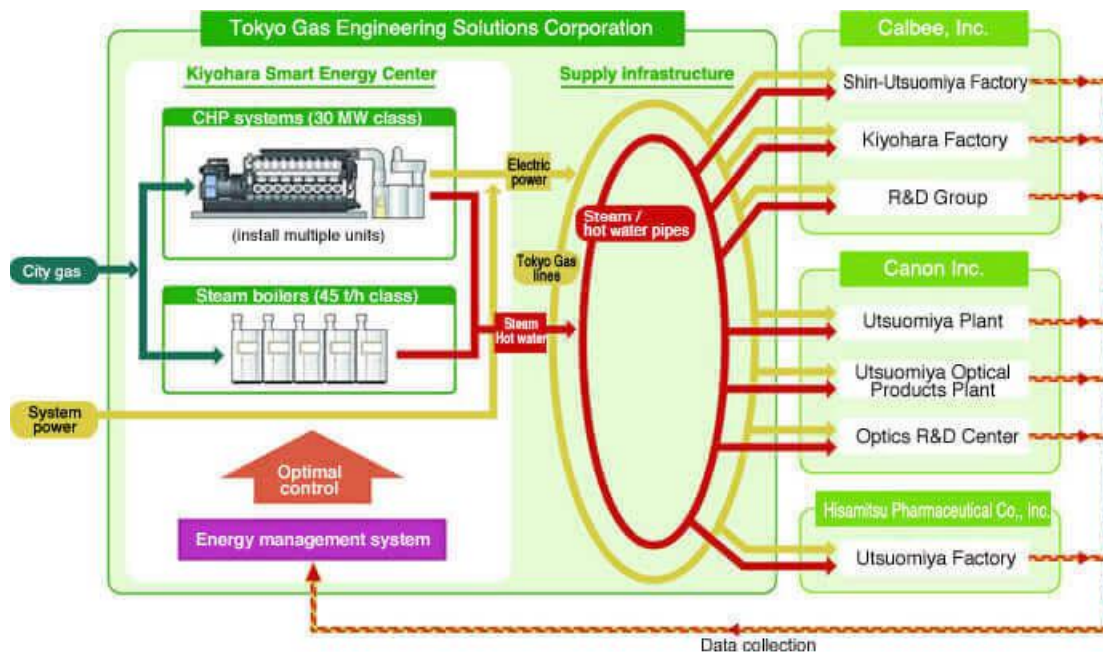 Tokyo Gas Engineering Solutions Corporation
Kiyohara Smart Energy Center
Supply infrastructure
CHP systems (30 MW class)
(install multiple units)
Electric
power
City gas
Steam boilers (45 t/h class)
Steam
Hot water
Tokyo Gas
lines
Steam /
hot water pipes
System
power
Optimal
control
Energy management system
Calbee, Inc.
Shin-Utsuomiya Factory
Kiyohara Factory
R&D Group
Canon Inc.
Utsuomiya Plant
Utsuomiya Optical
Products Plant
Optics R&D Center
Hisamitsu Pharmaceutical Co,, Inc.
Utsuomiya Factory
Data collection